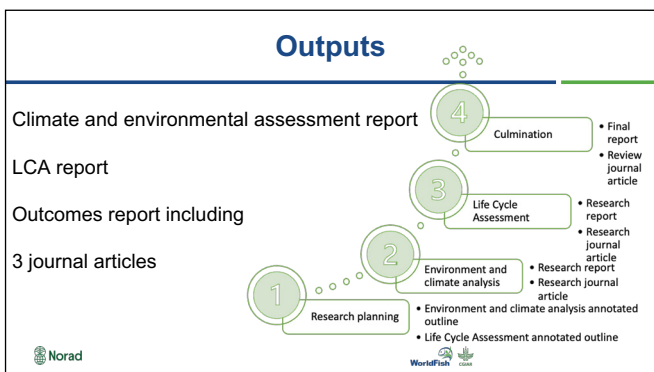 Outputs
Climate and environmental assessment report
LCA report
Outcomes report including
3 journal articles
4
Culmination
• Final
report
• Review
journal
article
3
Life Cycle
Assessment
• Research
report
• Research
journal
article
2
Environment and
climate analysis
• Research report
• Research journal
article
1
Research planning
• Environment and climate analysis annotated
outline
• Life Cycle Assessment annotated outline
Norad
WorldFish
CGIAR